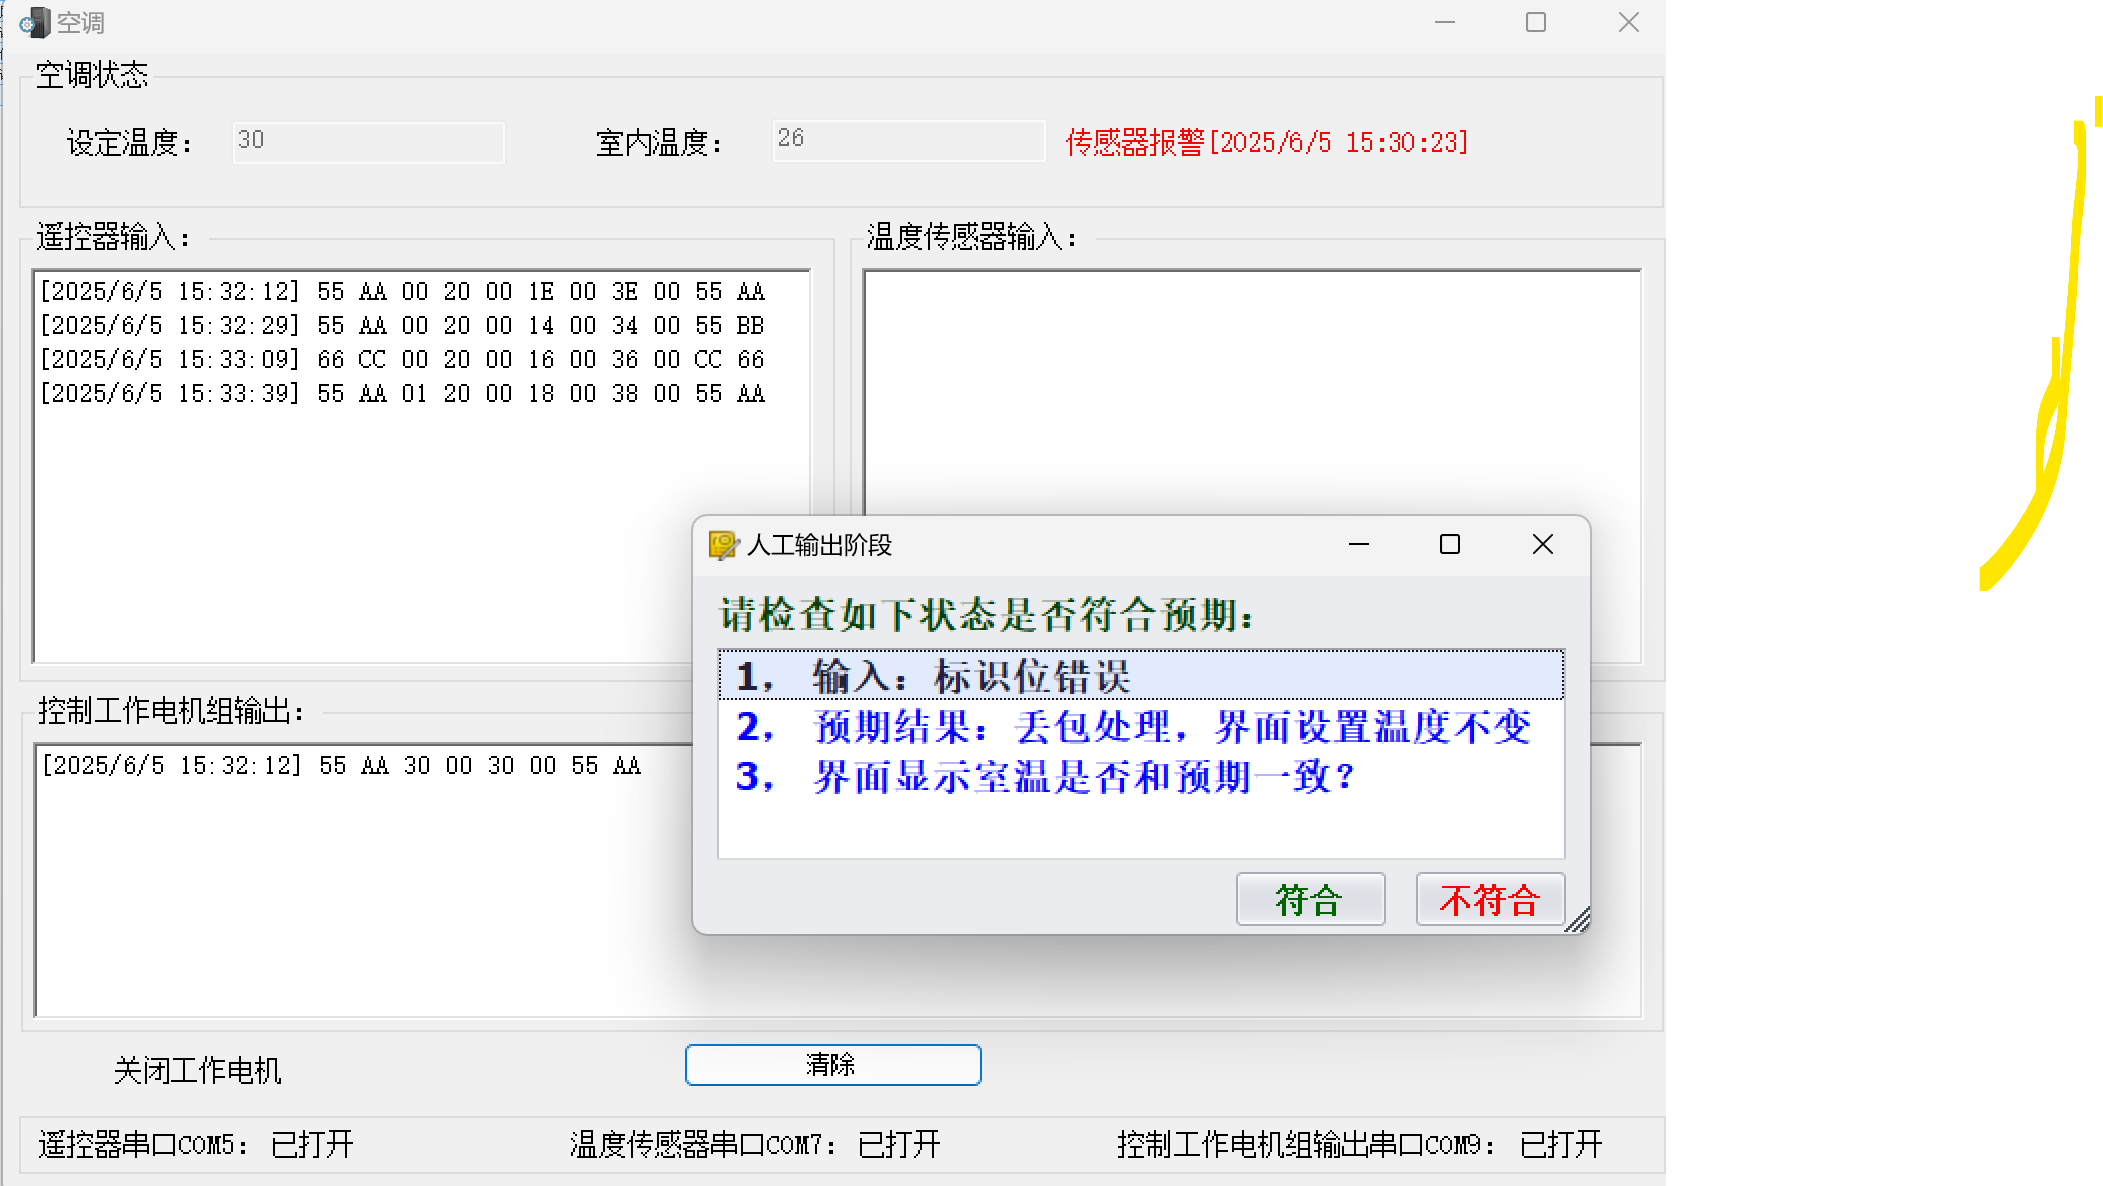 空调
空调状态
设定温度： 30 室内温度： 26 传感器报警[2025/6/5 15:30:23]
遥控器输入： 温度传感器输入：
[2025/6/5 15:32:12] 55 AA 00 20 00 1E 00 3E 00 55 AA
[2025/6/5 15:32:29] 55 AA 00 20 00 14 00 34 00 55 BB
[2025/6/5 15:33:09] 66 CC 00 20 00 16 00 36 00 CC 66
[2025/6/5 15:33:39] 55 AA 01 20 00 18 00 38 00 55 AA
人工输出阶段
请检查如下状态是否符合预期：
1， 输入：标识位错误
2， 预期结果：丢包处理，界面设置温度不变
3， 界面显示室温是否和预期一致？
符合 不符合
控制工作电机组输出：
[2025/6/5 15:32:12] 55 AA 30 00 30 00 55 AA
关闭工作电机 清除
遥控器串口COM5： 已打开 温度传感器串口COM7： 已打开 控制工作电机组输出串口COM9： 已打开